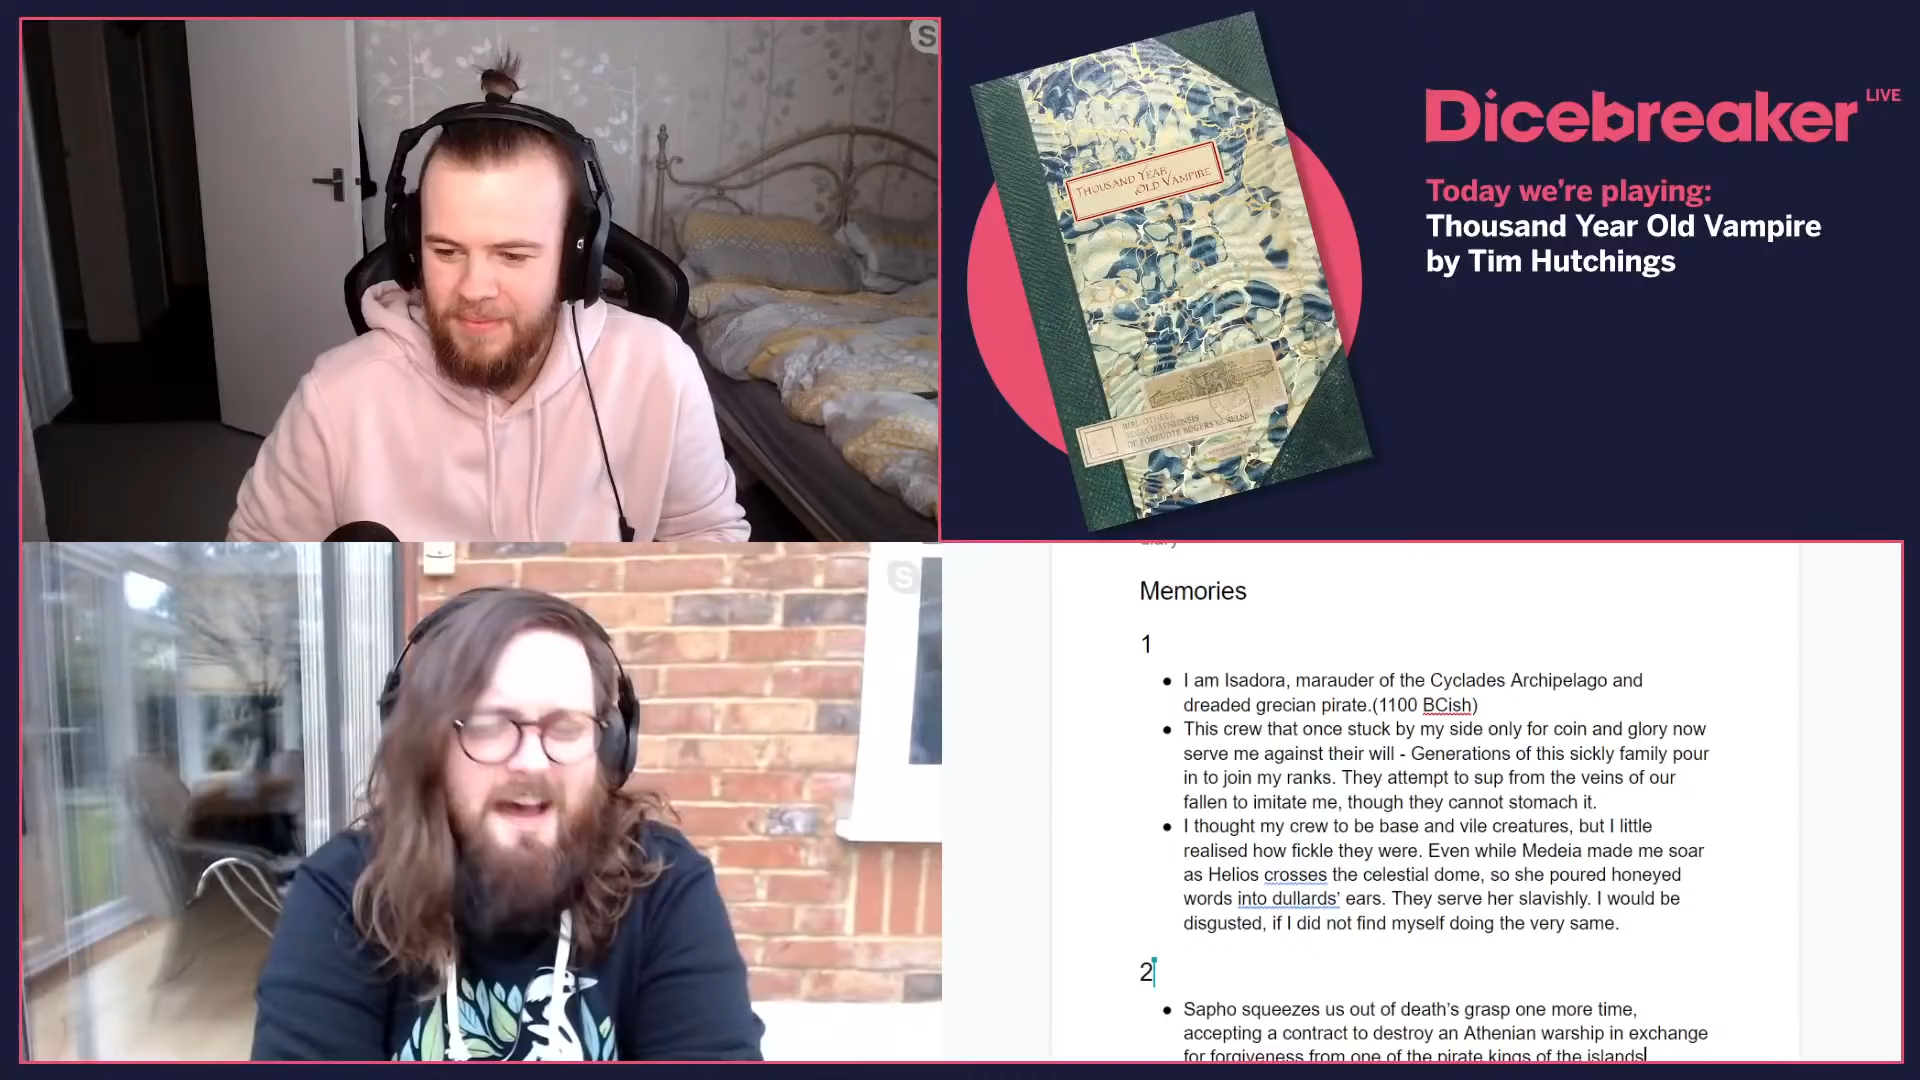 Dicebreaker LIVE
Today we're playing:
Thousand Year Old Vampire
by Tim Hutchings
THOUSAND YEAR
OLD VAMPIRE
BIBLIOTHECA
Memories
1
● I am Isadora, marauder of the Cyclades Archipelago and
dreaded grecian pirate.(1100 BCish)
● This crew that once stuck by my side only for coin and glory now
serve me against their will - Generations of this sickly family pour
in to join my ranks. They attempt to sup from the veins of our
fallen to imitate me, though they cannot stomach it.
● I thought my crew to be base and vile creatures, but I little
realised how fickle they were. Even while Medeia made me soar
as Helios crosses the celestial dome, so she poured honeyed
words into dullards' ears. They serve her slavishly. I would be
disgusted, if I did not find myself doing the very same.
2
● Sapho squeezes us out of death's grasp one more time,
accepting a contract to destroy an Athenian warship in exchange
for forgiveness from one of the pirate kings of the islands